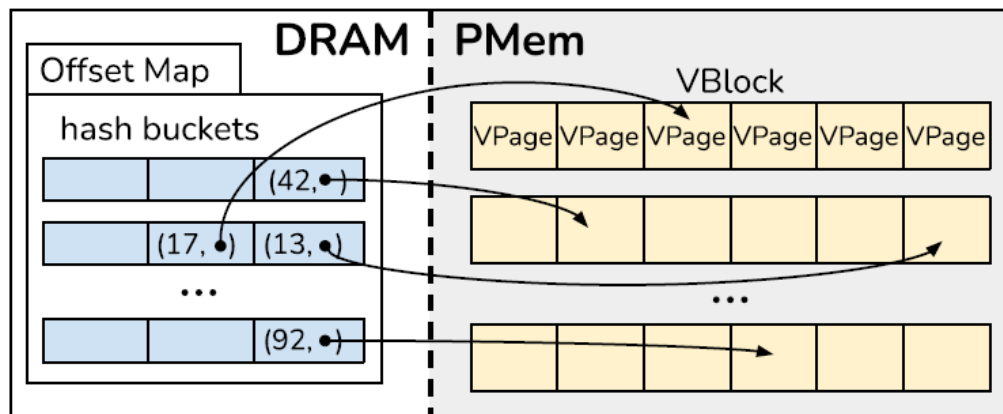 DRAM PMem
Offset Map
VBlock
hash buckets
VPage VPage VPage VPage VPage VPage
(42, )
(17, ) (13, )
...
...
(92, )